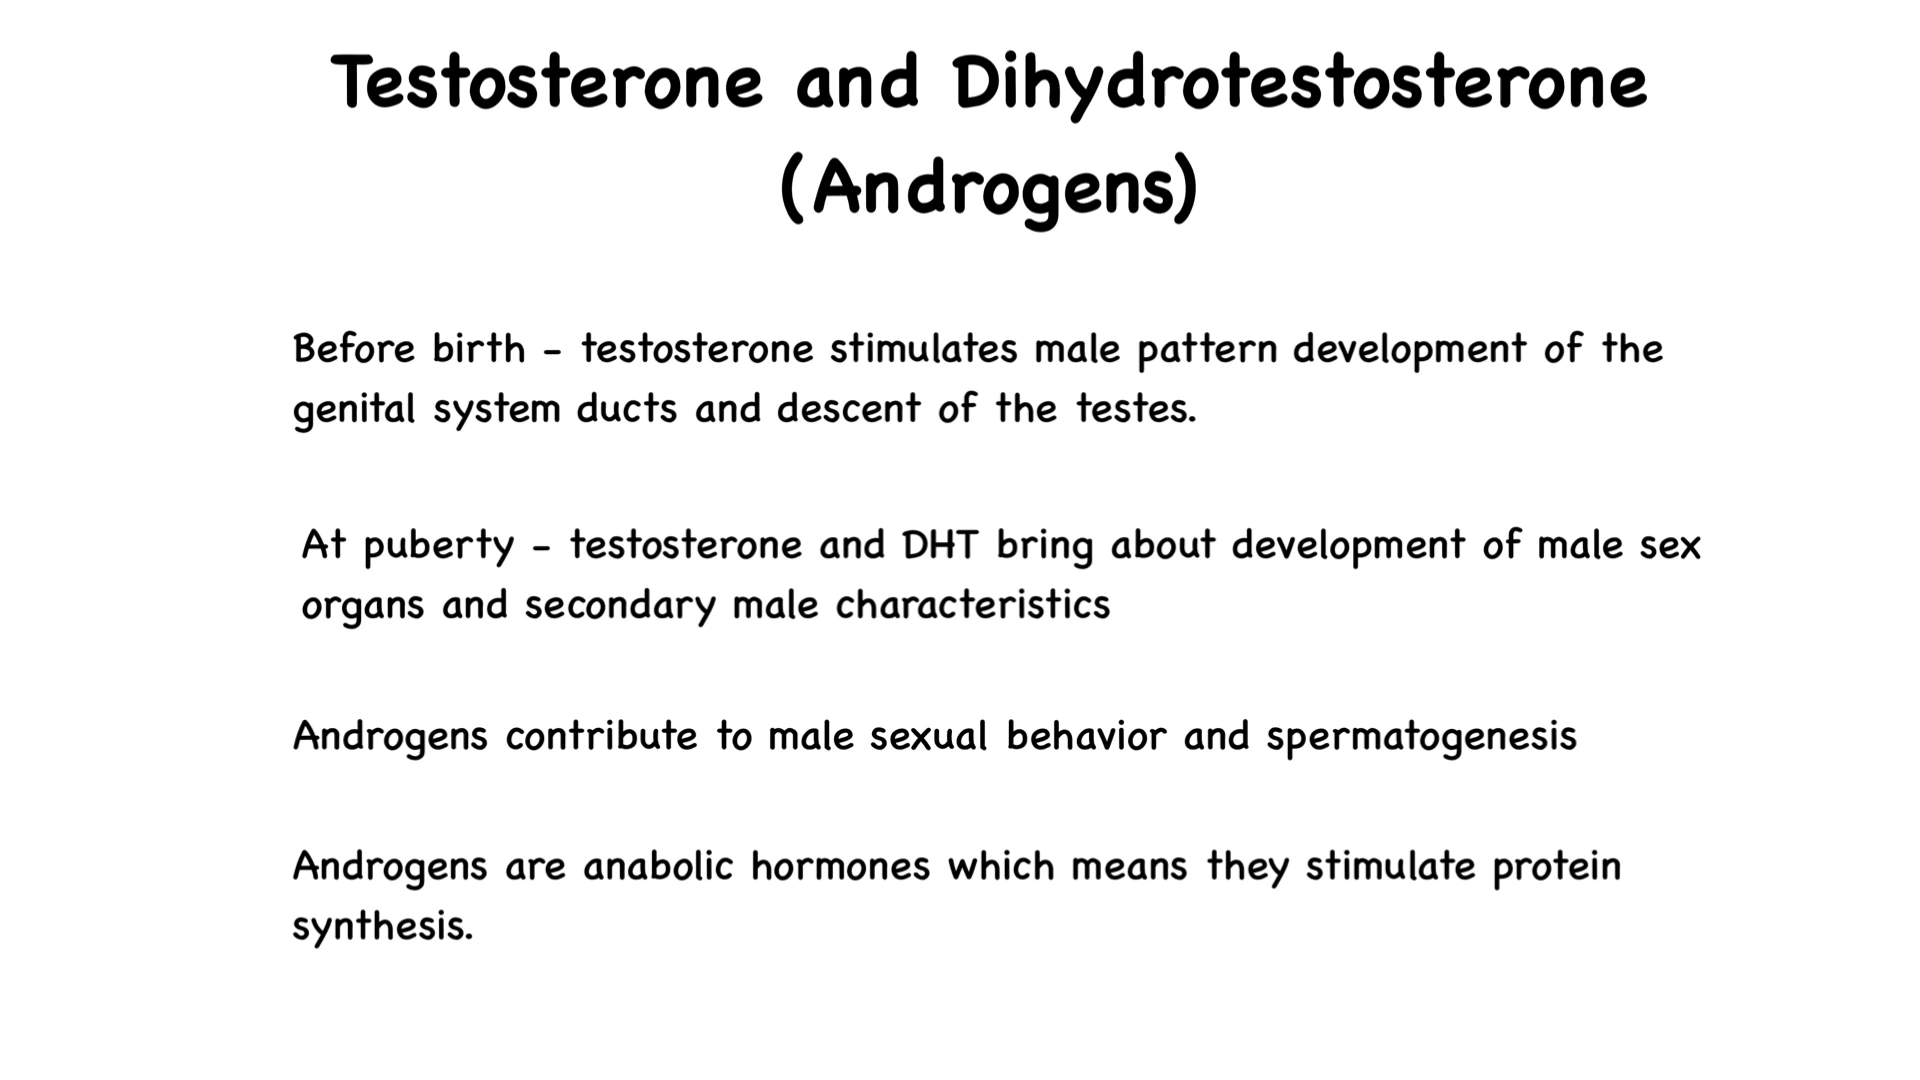 Testosterone and Dihydrotestosterone
(Androgens)
Before birth – testosterone stimulates male pattern development of the
genital system ducts and descent of the testes.
At puberty – testosterone and DHT bring about development of male sex
organs and secondary male characteristics
Androgens contribute to male sexual behavior and spermatogenesis
Androgens are anabolic hormones which means they stimulate protein
synthesis.